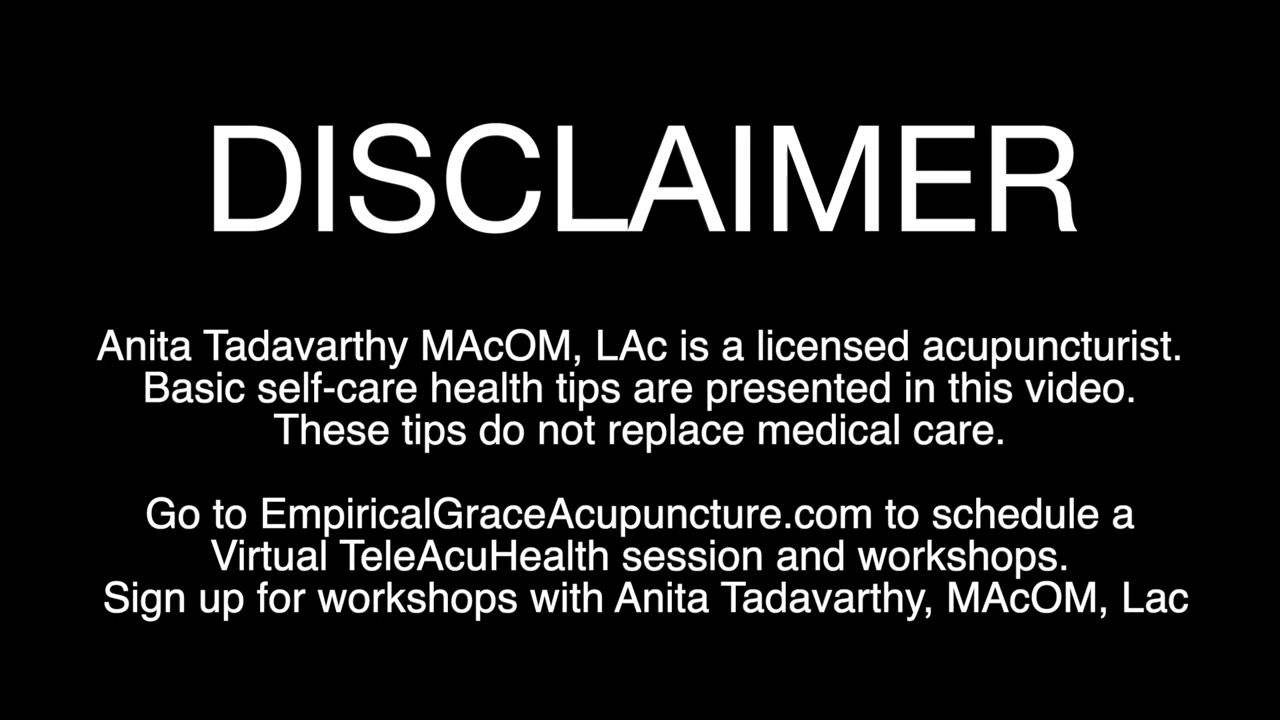 DISCLAIMER
Anita Tadavarthy MAcOM, LAc is a licensed acupuncturist.
Basic self-care health tips are presented in this video.
These tips do not replace medical care.
Go to EmpiricalGraceAcupuncture.com to schedule a
Virtual TeleAcuHealth session and workshops.
Sign up for workshops with Anita Tadavarthy, MAcOM, Lac